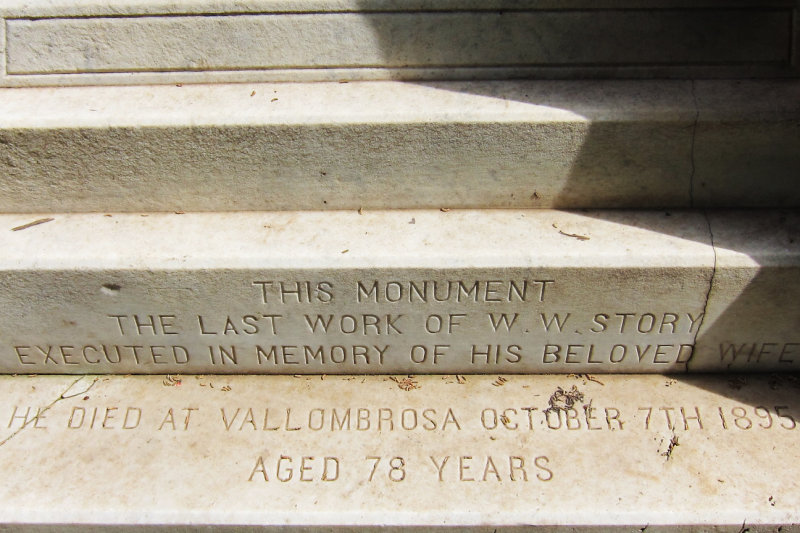 THIS MONUMENT
THE LAST WORK OF W. W. STORY
EXECUTED IN MEMORY OF HIS BELOVED WIFE
HE DIED AT VALLOMBROSA OCTOBER 7TH 1895
AGED 78 YEARS